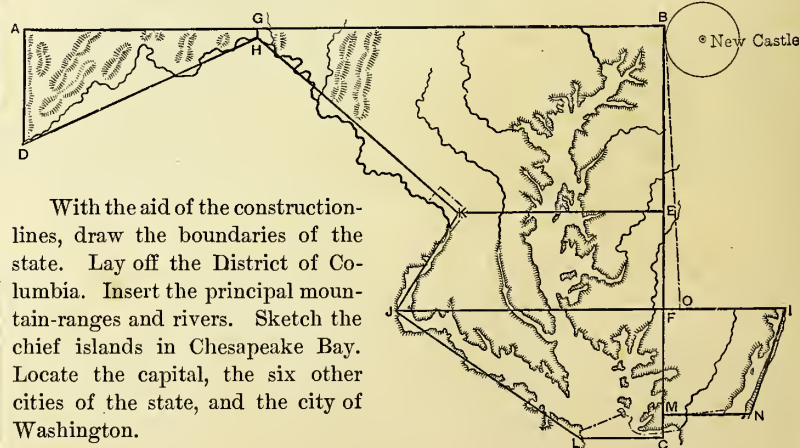 A
G
B
H
New Castle
D
K
E
With the aid of the construction-
lines, draw the boundaries of the
state. Lay off the District of Co-
lumbia. Insert the principal moun-
tain-ranges and rivers. Sketch the
chief islands in Chesapeake Bay.
Locate the capital, the six other
cities of the state, and the city of
Washington.
J
F
O
I
M
N
L
C